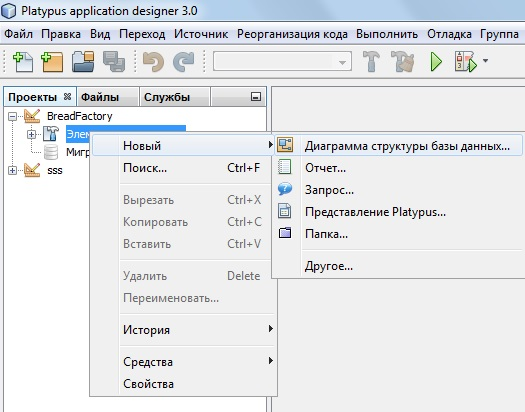 Platypus application designer 3.0
Файл Правка Вид Переход Источник Реорганизация кода Выполнить Отладка Группа
Проекты Файлы Службы
BreadFactory
Новый
Диаграмма структуры базы данных...
Поиск... Ctrl+F
Отчет...
sss
Запрос...
Вырезать Ctrl+X
Представление Platypus...
Копировать Ctrl+C
Папка...
Вставить Ctrl+V
Другое...
Удалить Delete
Переименовать...
История
Средства
Свойства